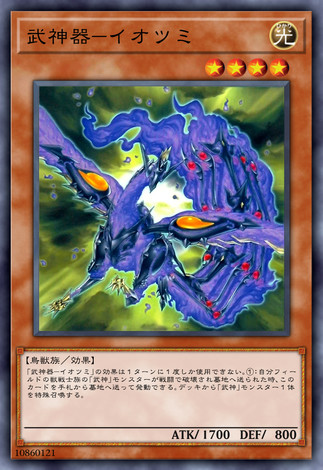 武神器－イオツミ
光
【鳥獣族／効果】
「武神器－イオツミ」の効果は１ターンに１度しか使用できない。①：自分フィ
ールドの獣戦士族の「武神」モンスターが戦闘で破壊され墓地へ送られた時、こ
のカードを手札から墓地へ送って発動できる。デッキから「武神」モンスター１体
を特殊召喚する。
ATK/ 1700 DEF/ 800
10860121